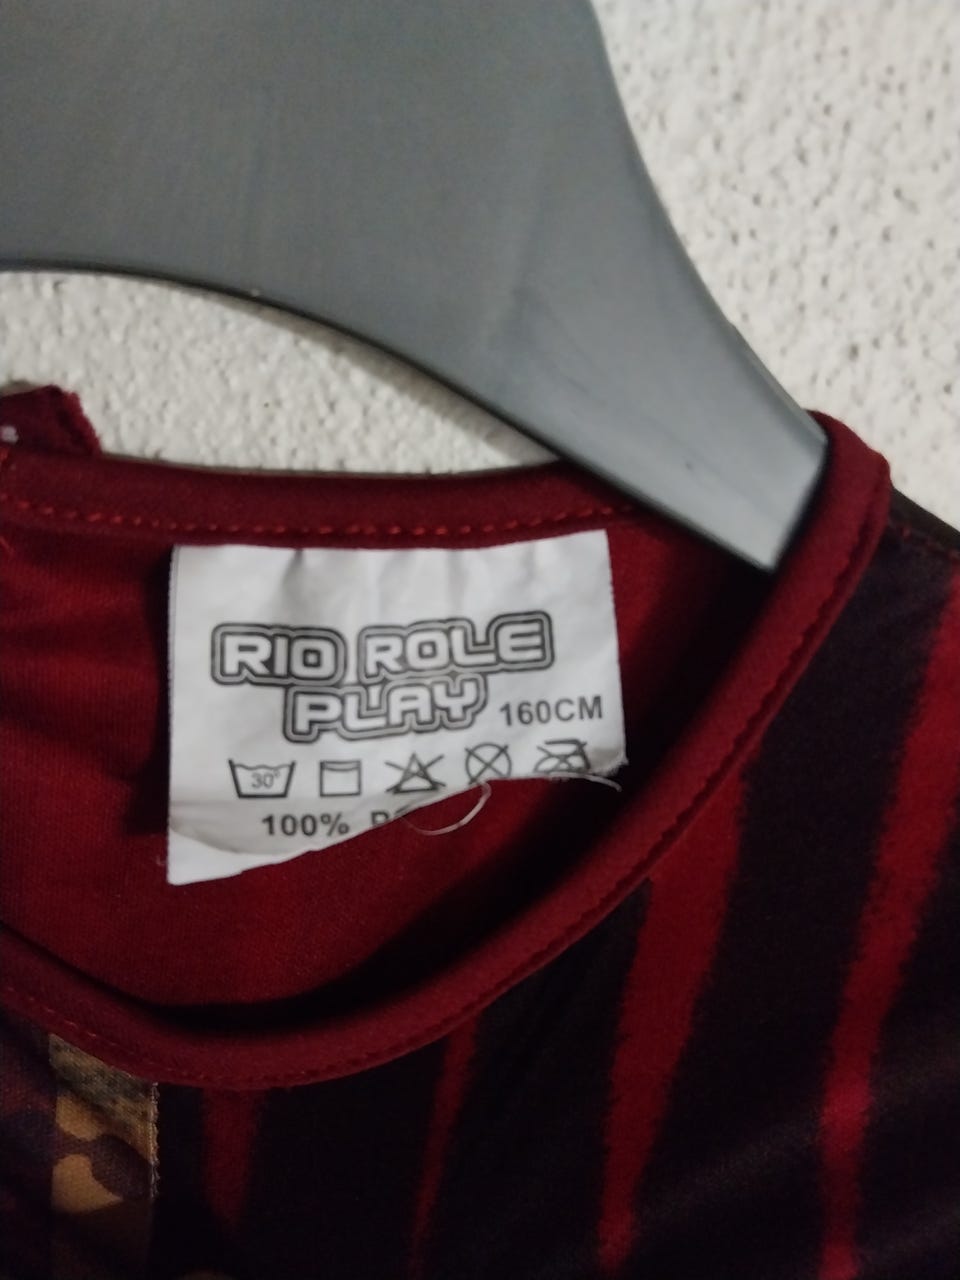 RIO ROLE
PLAY 160CM
30°
100%